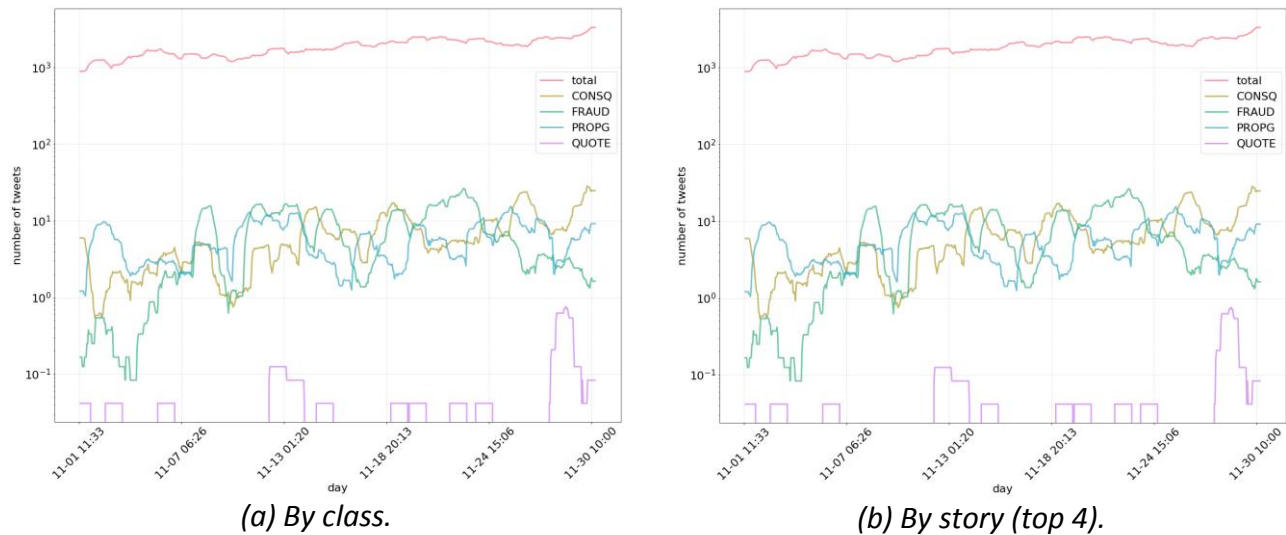 10³
10²
10¹
10⁰
10⁻¹
number of tweets
total
CONSQ
FRAUD
PROPG
QUOTE
11-01 11:33
11-07 06:26
11-13 01:20
11-18 20:13
11-24 15:06
11-30 10:00
day
(a) By class.
10³
10²
10¹
10⁰
10⁻¹
number of tweets
total
CONSQ
FRAUD
PROPG
QUOTE
11-01 11:33
11-07 06:26
11-13 01:20
11-18 20:13
11-24 15:06
11-30 10:00
day
(b) By story (top 4).